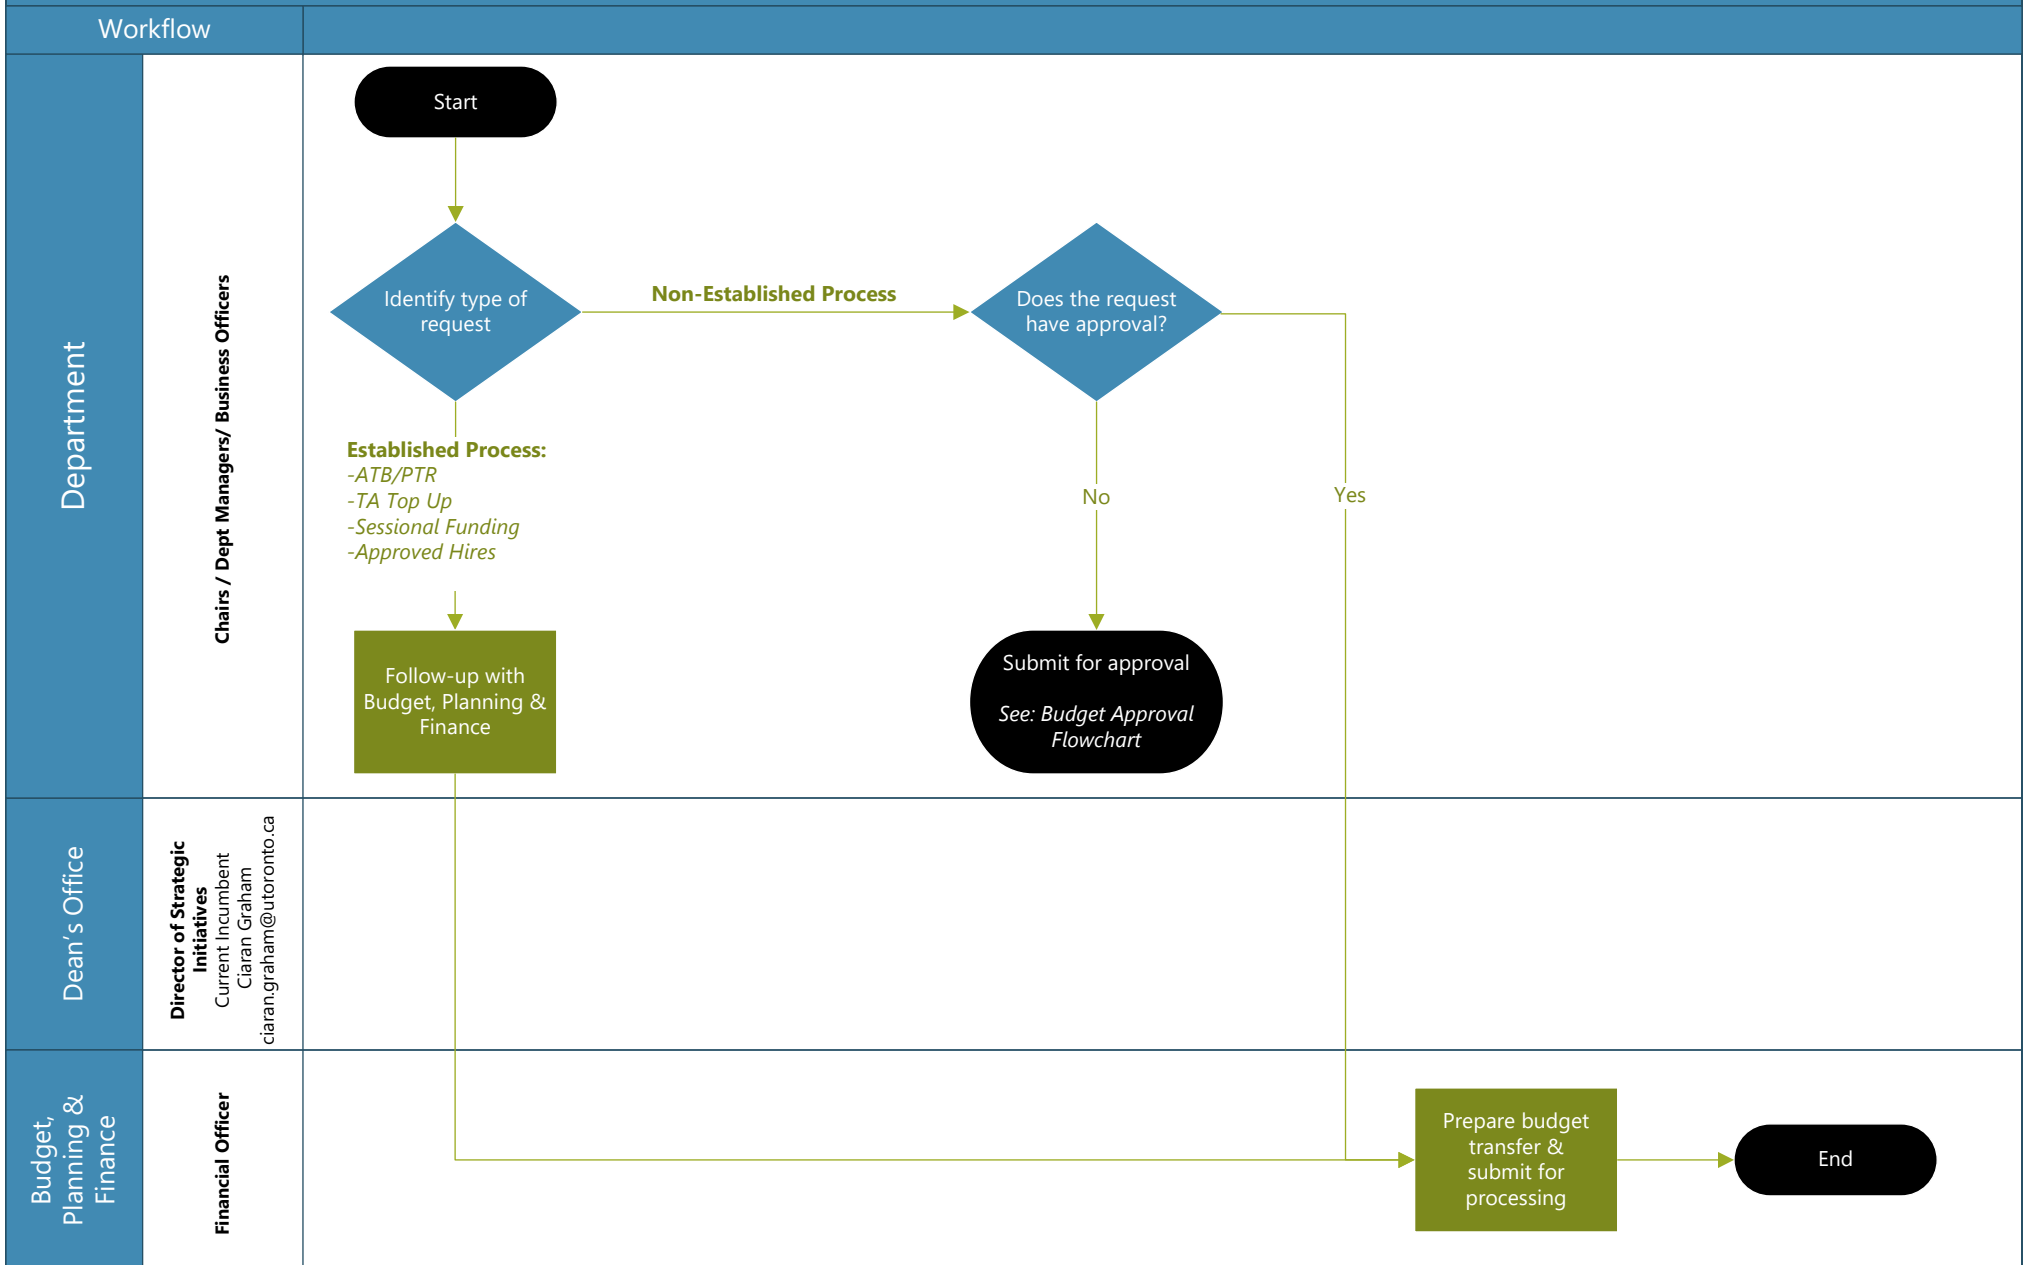 Workflow
Department
Chairs / Dept Managers/ Business Officers
Start
Identify type of
request
Non-Established Process
Does the request
have approval?
Established Process:
-ATB/PTR
-TA Top Up
-Sessional Funding
-Approved Hires
No
Yes
Follow-up with
Budget, Planning &
Finance
Submit for approval
See: Budget Approval
Flowchart
Dean's Office
Director of Strategic
Initiatives
Current Incumbent
Ciaran Graham
ciaran.graham@utoronto.ca
Budget,
Planning &
Finance
Financial Officer
Prepare budget
transfer &
submit for
processing
End